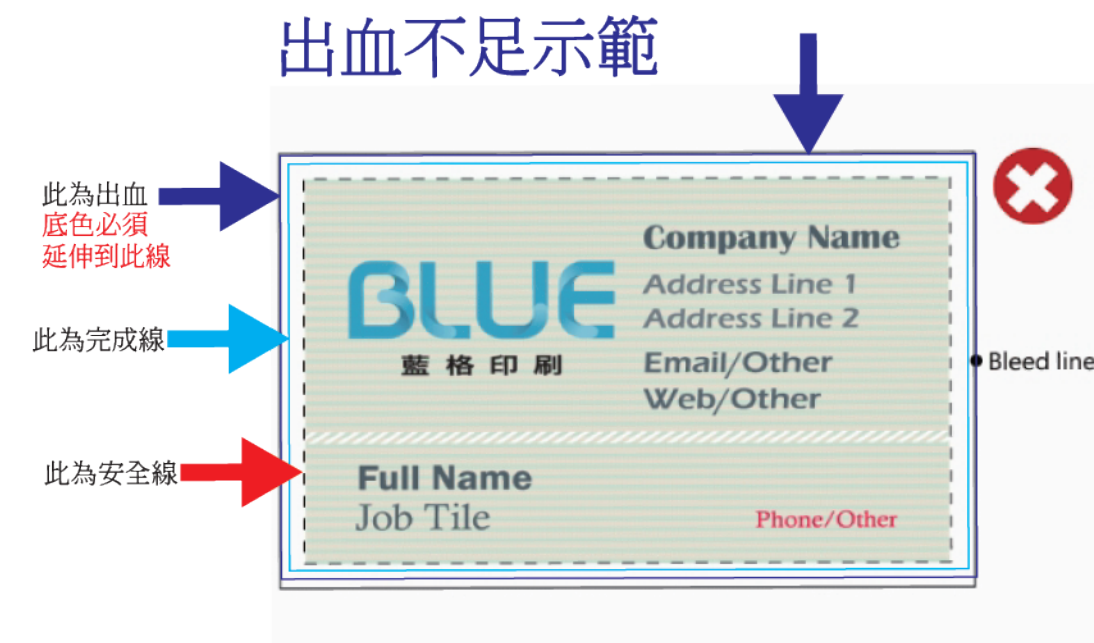 出血不足示範
此為出血
底色必須
延伸到此線
此為完成線
此為安全線
BLUE
藍格印刷
Company Name
Address Line 1
Address Line 2
Email/Other
Web/Other
Full Name
Job Tile
Phone/Other
Bleed line